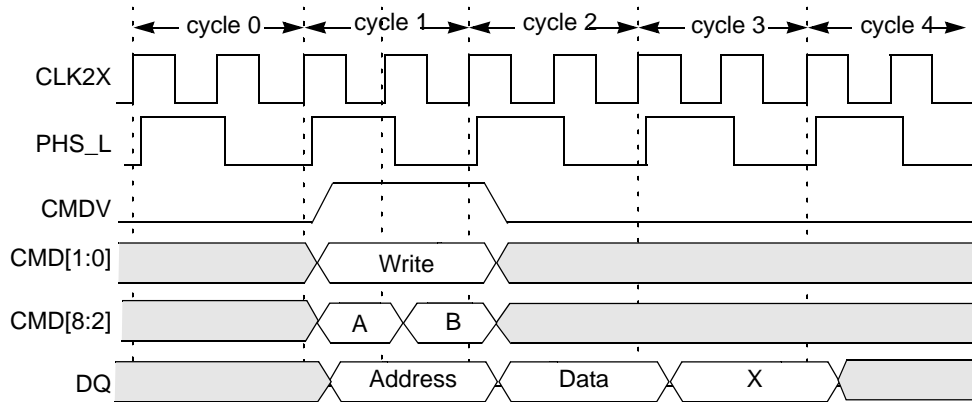 cycle 0 cycle 1 cycle 2 cycle 3 cycle 4
CLK2X
PHS_L
CMDV
CMD[1:0] Write
CMD[8:2] A B
DQ Address Data X